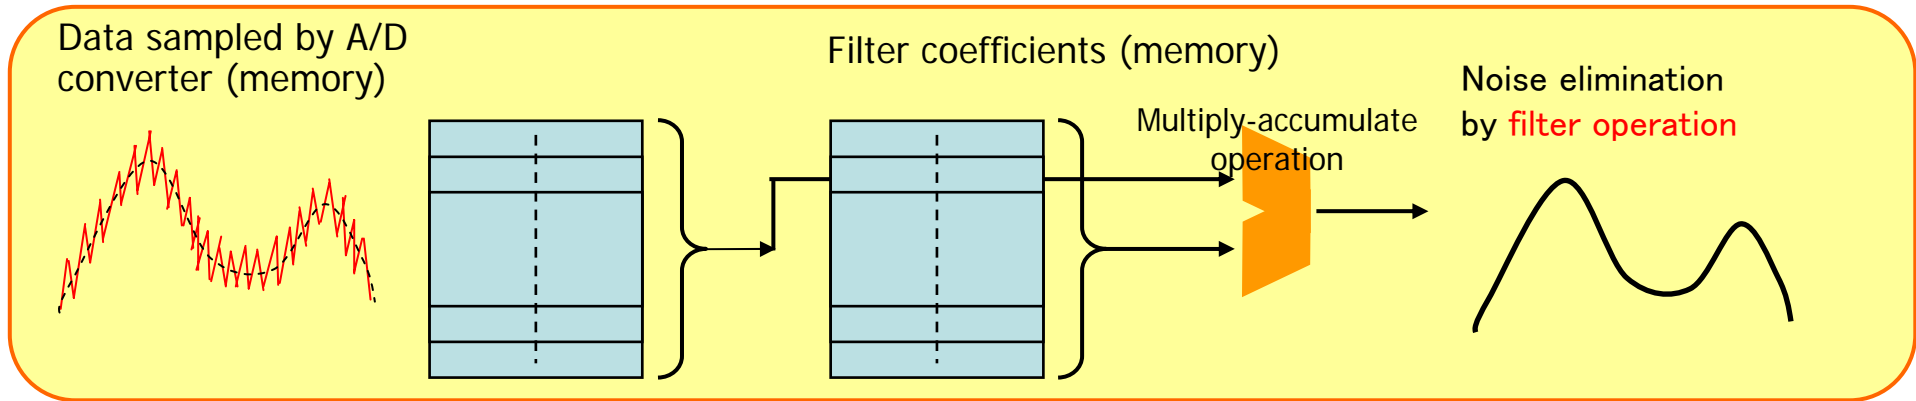 Data sampled by A/D
converter (memory)
Filter coefficients (memory)
Multiply-accumulate
operation
Noise elimination
by filter operation